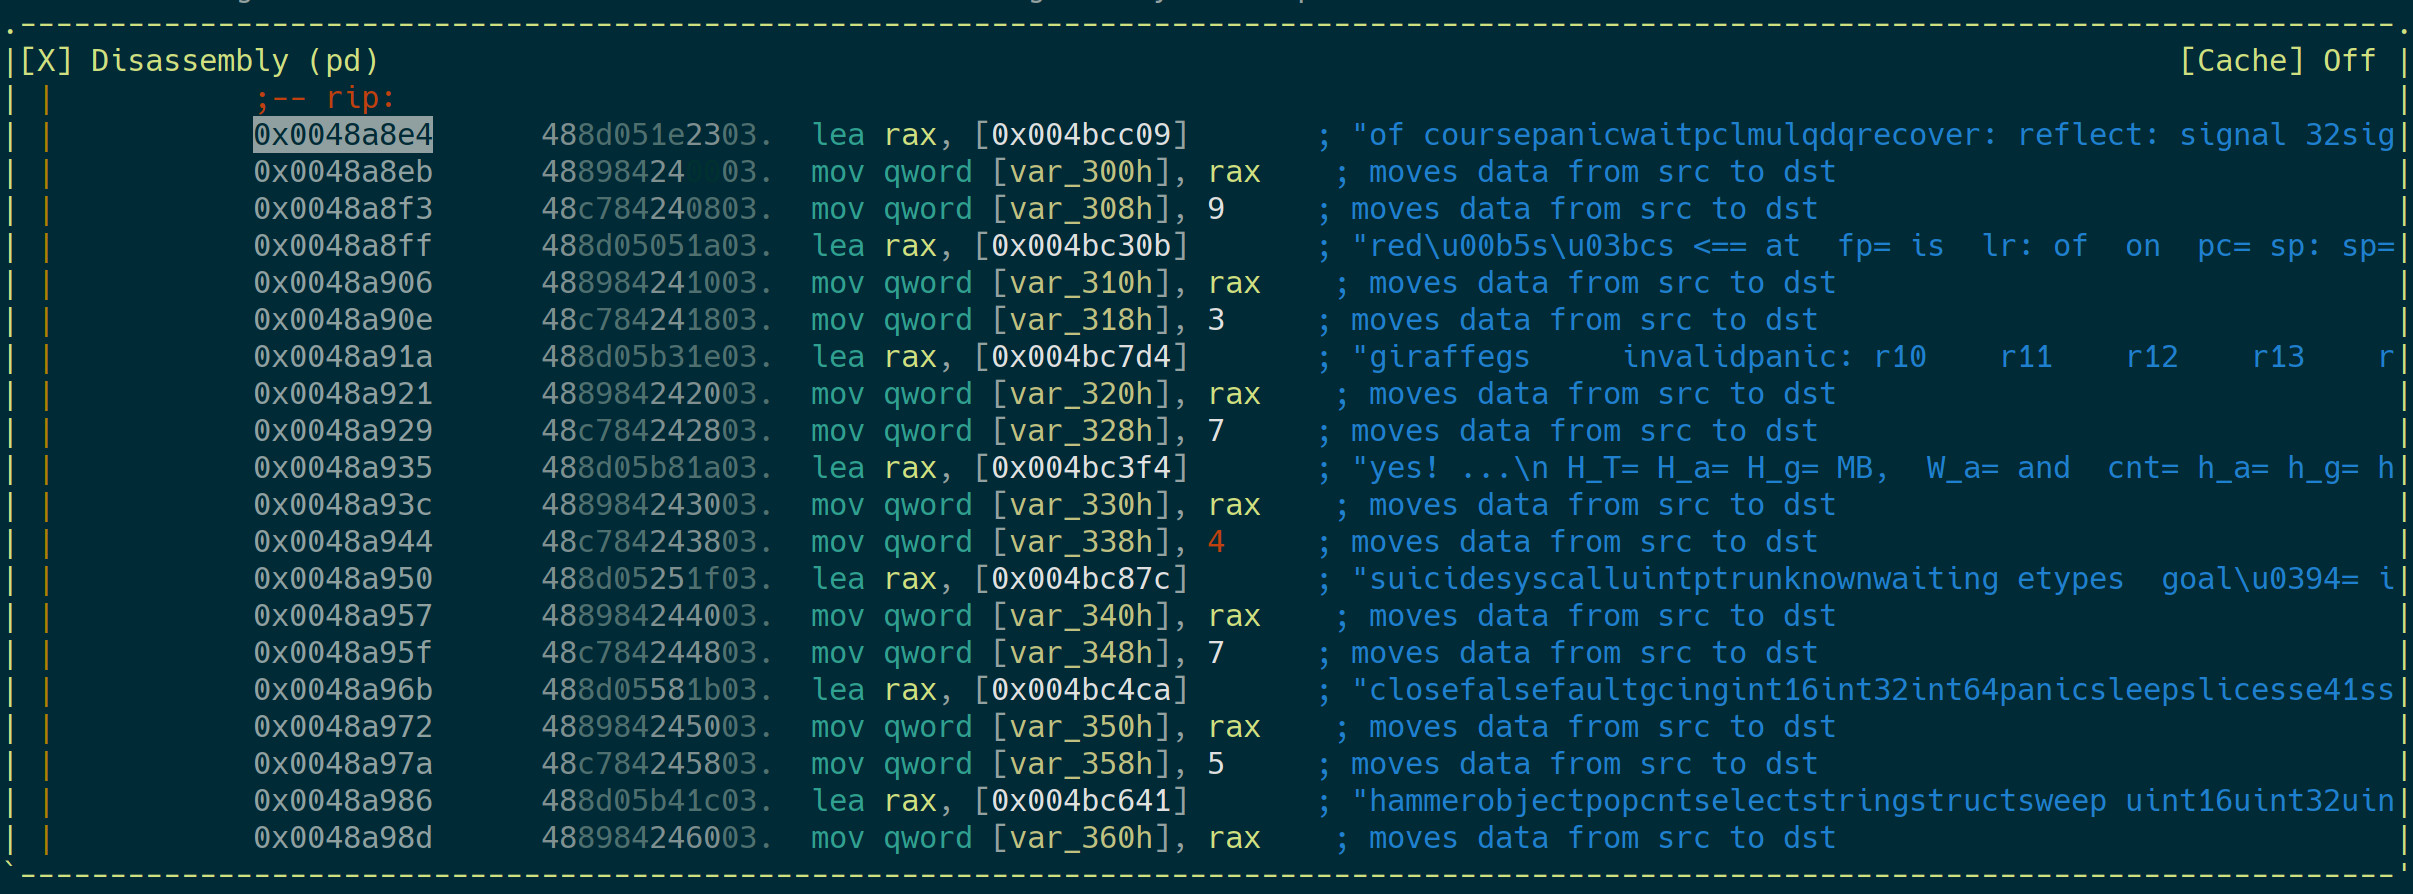 [X] Disassembly (pd) [Cache] Off
;-- rip:
0x0048a8e4 488d051e2303. lea rax, [0x004bcc09] ; "of coursepanicwaitpclmulqdqrecover: reflect: signal 32sig
0x0048a8eb 488984240003. mov qword [var_300h], rax ; moves data from src to dst
0x0048a8f3 48c784240803. mov qword [var_308h], 9 ; moves data from src to dst
0x0048a8ff 488d05051a03. lea rax, [0x004bc30b] ; "red\u00b5s\u03bcs <== at  fp= is  lr: of  on  pc= sp: sp=
0x0048a906 488984241003. mov qword [var_310h], rax ; moves data from src to dst
0x0048a90e 48c784241803. mov qword [var_318h], 3 ; moves data from src to dst
0x0048a91a 488d05b31e03. lea rax, [0x004bc7d4] ; "giraffegs     invalidpanic: r10    r11    r12    r13    r
0x0048a921 488984242003. mov qword [var_320h], rax ; moves data from src to dst
0x0048a929 48c784242803. mov qword [var_328h], 7 ; moves data from src to dst
0x0048a935 488d05b81a03. lea rax, [0x004bc3f4] ; "yes! ...\n H_T= H_a= H_g= MB,  W_a= and  cnt= h_a= h_g= h
0x0048a93c 488984243003. mov qword [var_330h], rax ; moves data from src to dst
0x0048a944 48c784243803. mov qword [var_338h], 4 ; moves data from src to dst
0x0048a950 488d05251f03. lea rax, [0x004bc87c] ; "suicidesyscalluintptrunknownwaiting etypes  goal\u0394= i
0x0048a957 488984244003. mov qword [var_340h], rax ; moves data from src to dst
0x0048a95f 48c784244803. mov qword [var_348h], 7 ; moves data from src to dst
0x0048a96b 488d05581b03. lea rax, [0x004bc4ca] ; "closefalsefaultgcingint16int32int64panicsleepslicesse41ss
0x0048a972 488984245003. mov qword [var_350h], rax ; moves data from src to dst
0x0048a97a 48c784245803. mov qword [var_358h], 5 ; moves data from src to dst
0x0048a986 488d05b41c03. lea rax, [0x004bc641] ; "hammerobjectpopcntselectstringstructsweep uint16uint32uin
0x0048a98d 488984246003. mov qword [var_360h], rax ; moves data from src to dst